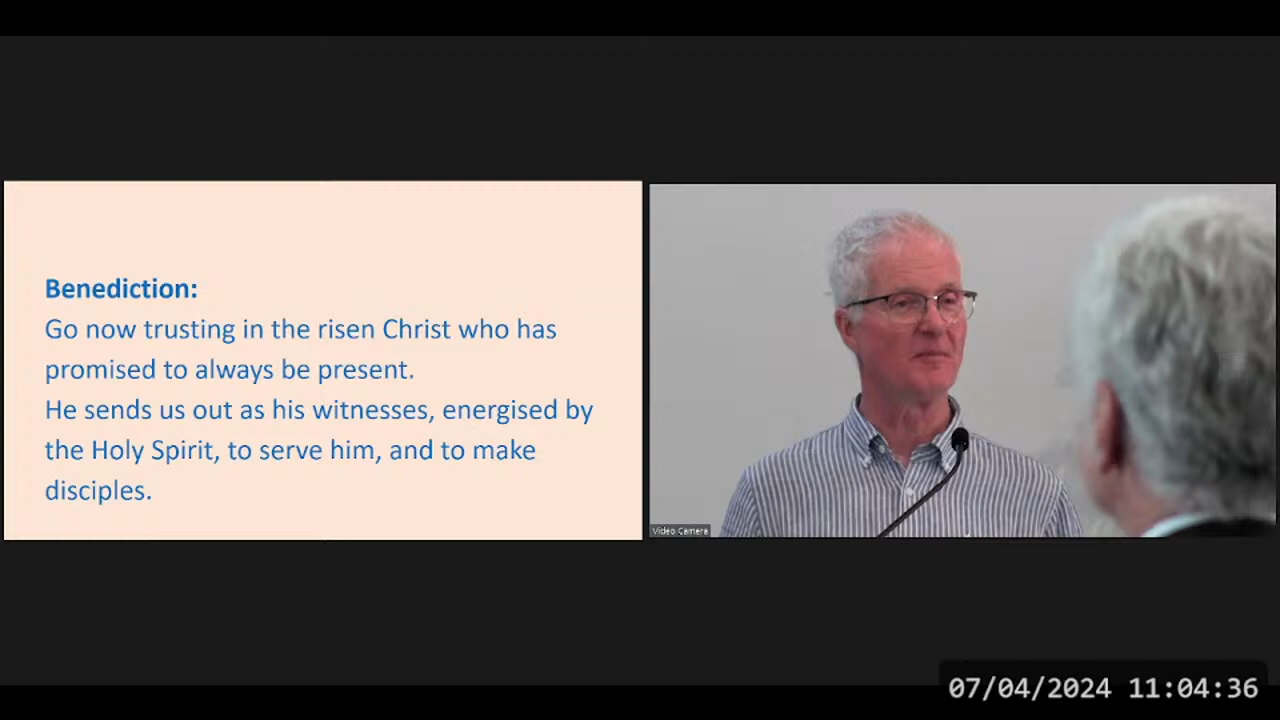 Benediction:
Go now trusting in the risen Christ who has
promised to always be present.
He sends us out as his witnesses, energised by
the Holy Spirit, to serve him, and to make
disciples.
Video Camera
07/04/2024 11:04:36